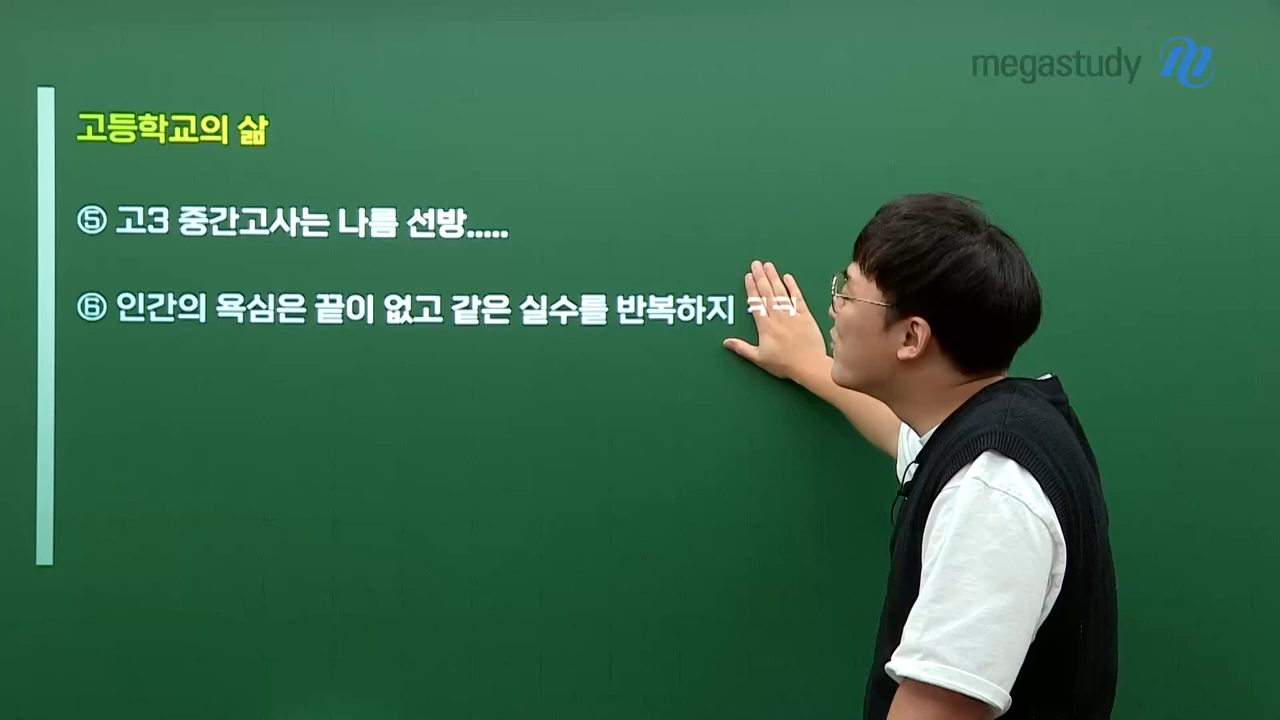 megastudy
고등학교의 삶
⑤ 고3 중간고사는 나름 선방.....
⑥ 인간의 욕심은 끝이 없고 같은 실수를 반복하지 ㅋㅋ